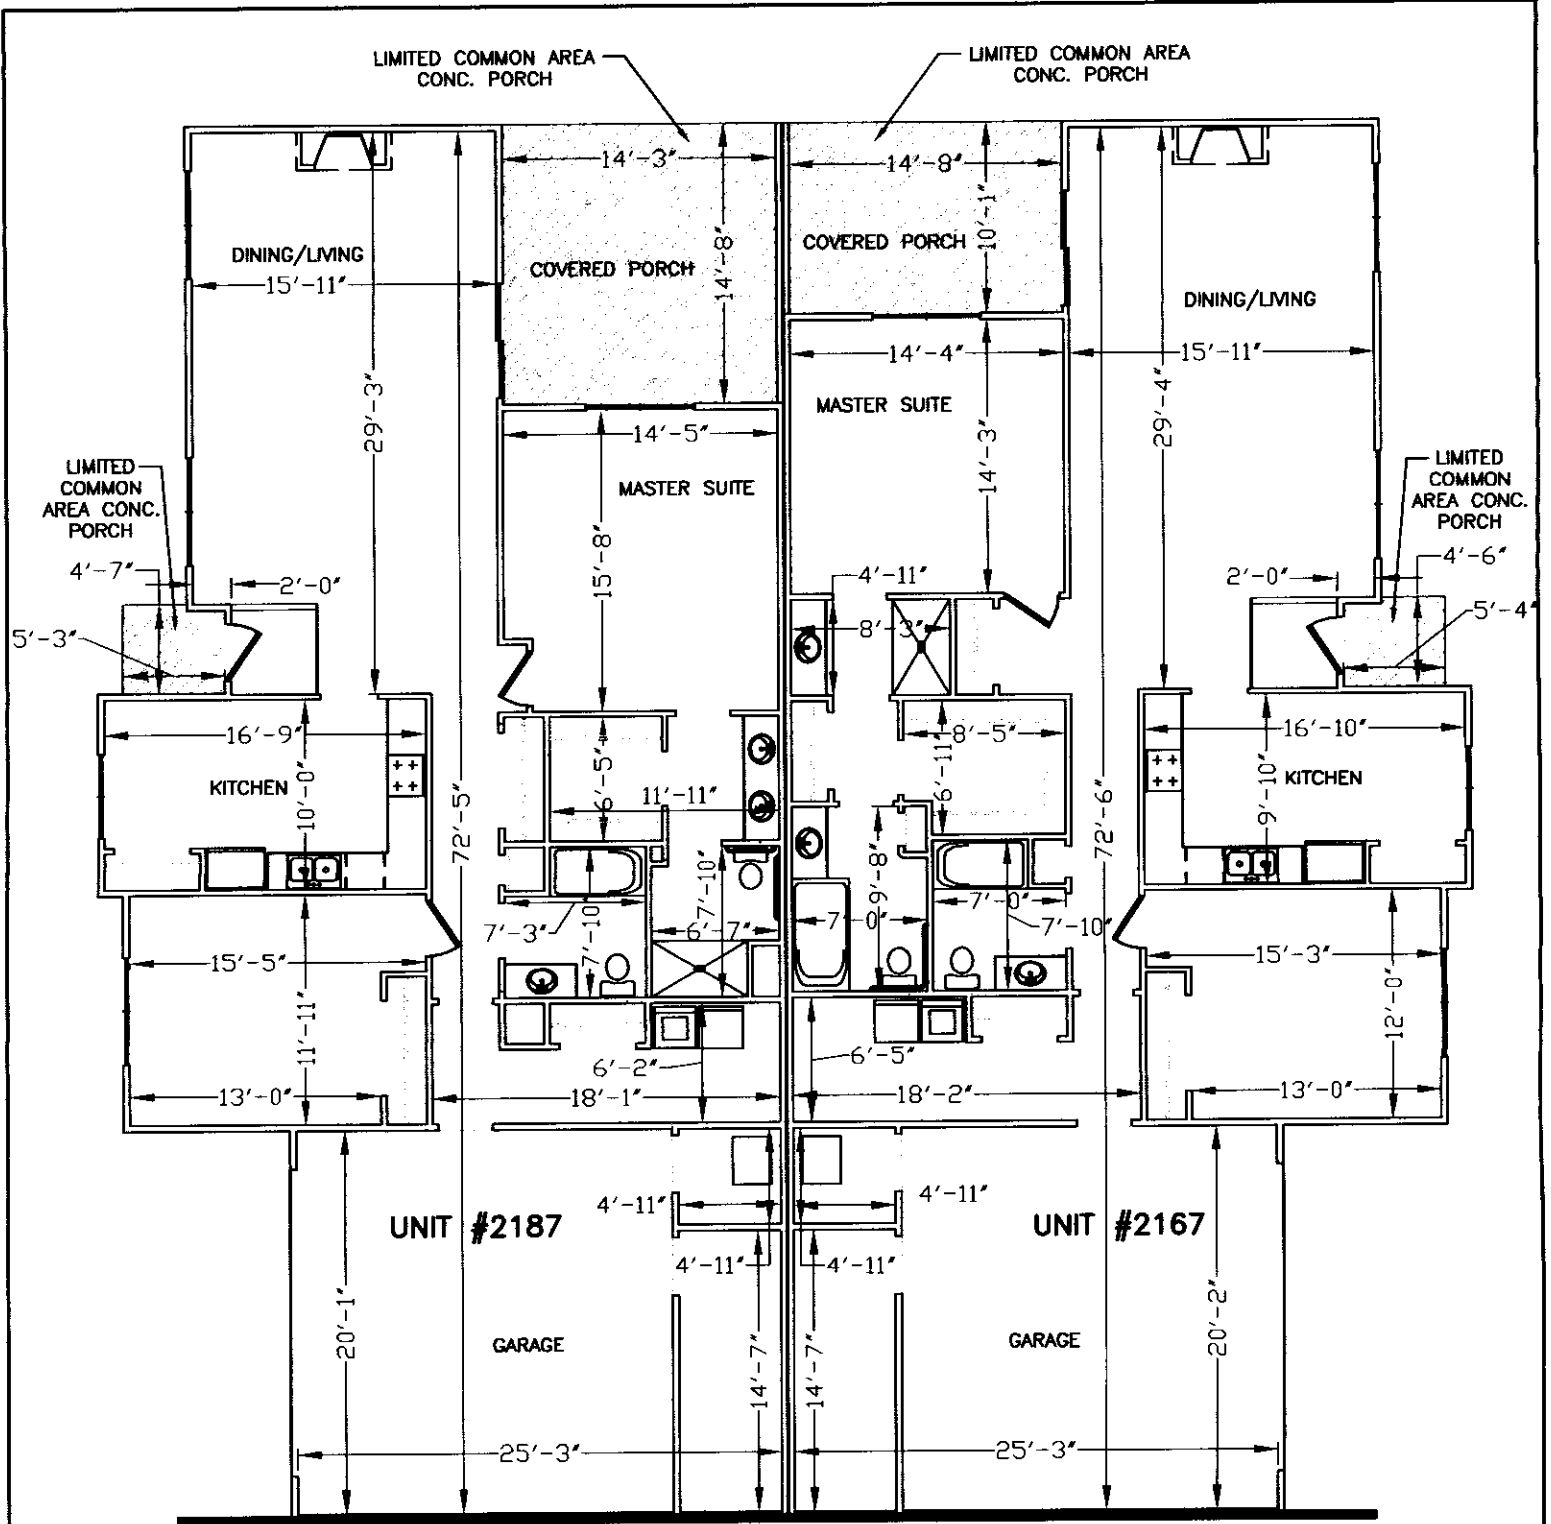 LIMITED COMMON AREA
CONC. PORCH
LIMITED COMMON AREA
CONC. PORCH
14'-3"
14'-8"
14'-8"
10'-1"
COVERED PORCH
COVERED PORCH
DINING/LIVING
15'-11"
DINING/LIVING
15'-11"
29'-3"
29'-4"
14'-5"
14'-4"
MASTER SUITE
MASTER SUITE
14'-3"
15'-8"
LIMITED
COMMON
AREA CONC.
PORCH
LIMITED
COMMON
AREA CONC.
PORCH
4'-7"
2'-0"
5'-3"
4'-11"
8'-3"
2'-0"
4'-6"
5'-4"
16'-9"
KITCHEN
10'-0"
72'-5"
6'-5"
11'-11"
8'-5"
6'-11"
72'-6"
16'-10"
KITCHEN
9'-10"
7'-3"
7'-10
7'-10"
6'-7"
9'-8"
7'-0"
7'-0"
7'-10"
15'-5"
11'-11"
13'-0"
15'-3"
12'-0"
13'-0"
6'-2"
6'-5"
18'-1"
18'-2"
4'-11"
4'-11"
UNIT #2187
UNIT #2167
4'-11"
4'-11"
20'-1"
20'-2"
GARAGE
GARAGE
14'-7"
14'-7"
25'-3"
25'-3"